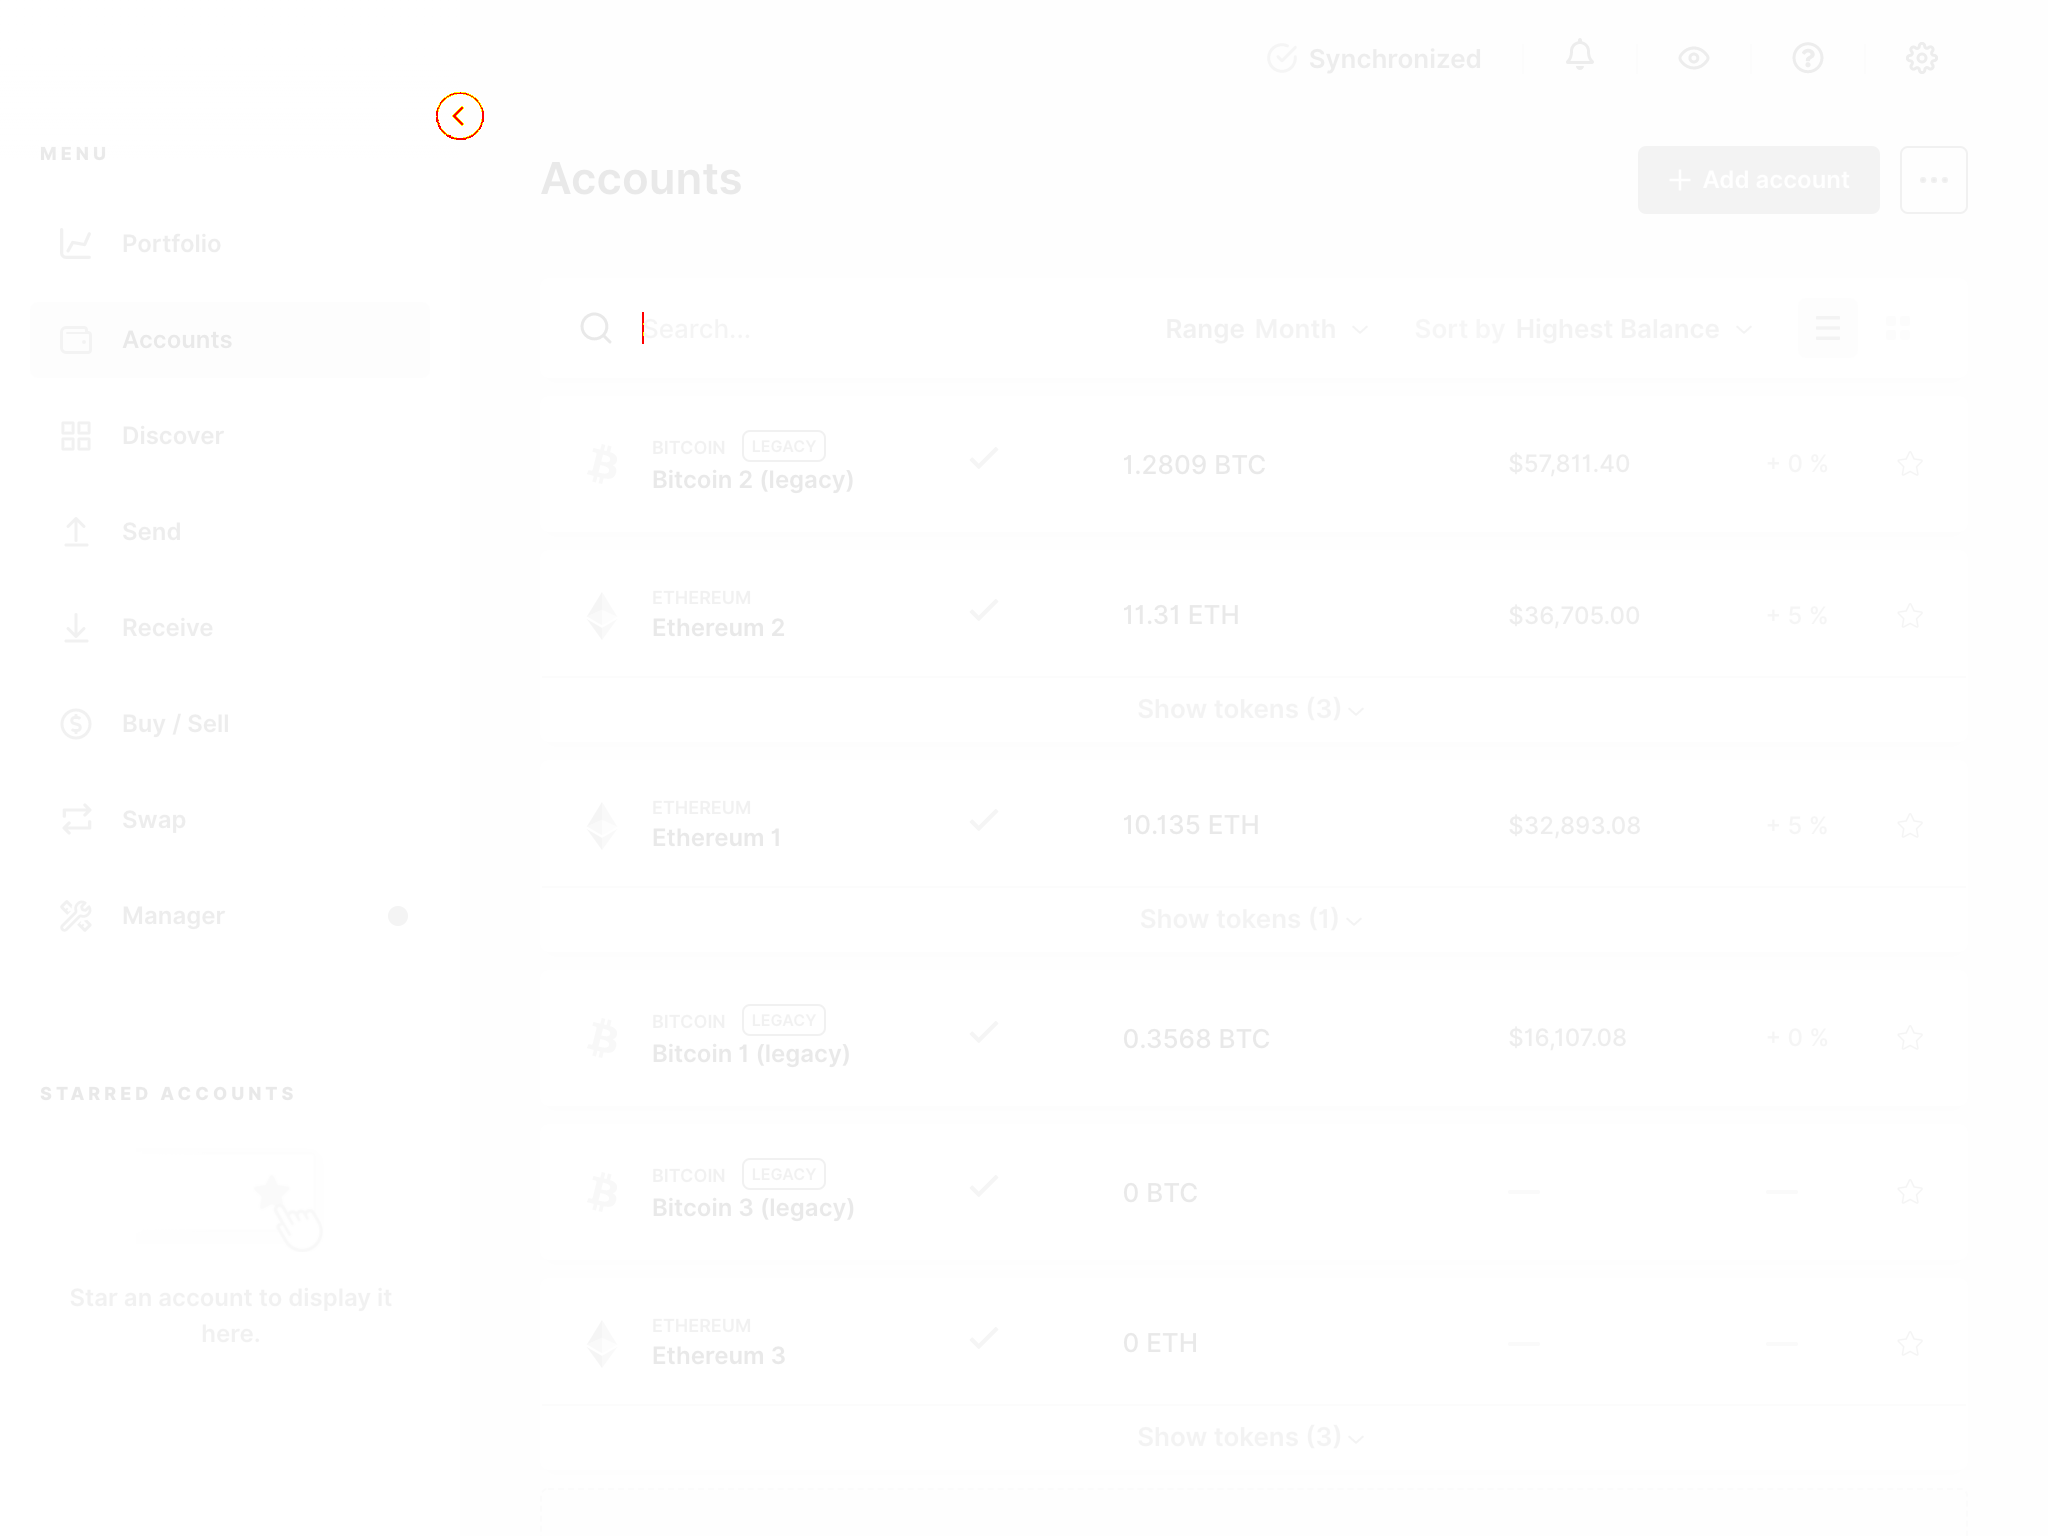 Synchronized
MENU
Accounts
+ Add account
Portfolio
Accounts
Search...
Range Month
Sort by Highest Balance
Discover
BITCOIN LEGACY
Bitcoin 2 (legacy)
1.2809 BTC
$57,811.40
+ 0 %
Send
ETHEREUM
Ethereum 2
11.31 ETH
$36,705.00
+ 5 %
Receive
Show tokens (3)
Buy / Sell
ETHEREUM
Ethereum 1
10.135 ETH
$32,893.08
+ 5 %
Swap
Show tokens (1)
Manager
BITCOIN LEGACY
Bitcoin 1 (legacy)
0.3568 BTC
$16,107.08
+ 0 %
STARRED ACCOUNTS
BITCOIN LEGACY
Bitcoin 3 (legacy)
0 BTC
—
—
Star an account to display it
here.
ETHEREUM
Ethereum 3
0 ETH
—
—
Show tokens (3)